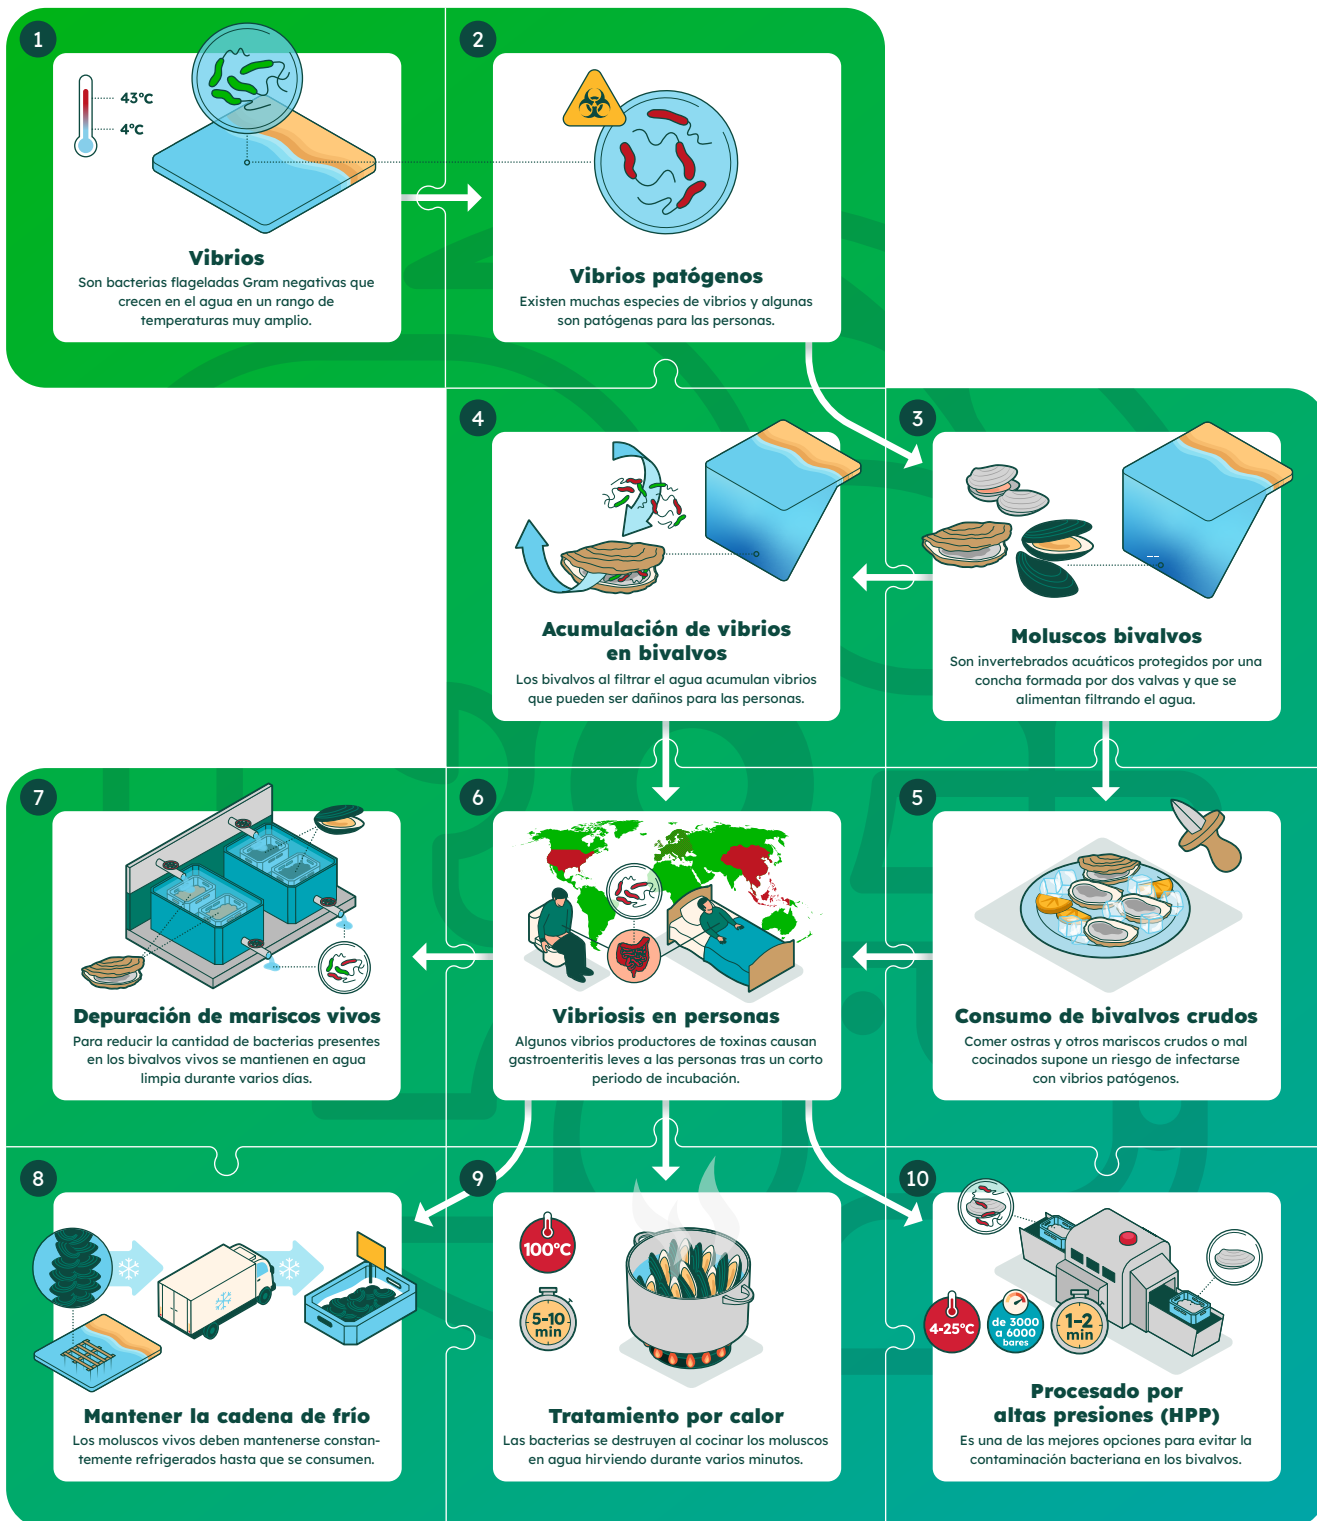 1
43ºC
4ºC
Vibrios
Son bacterias flageladas Gram negativas que
crecen en el agua en un rango de
temperaturas muy amplio.
2
Vibrios patógenos
Existen muchas especies de vibrios y algunas
son patógenas para las personas.
3
Moluscos bivalvos
Son invertebrados acuáticos protegidos por una
concha formada por dos valvas y que se
alimentan filtrando el agua.
4
Acumulación de vibrios
en bivalvos
Los bivalvos al filtrar el agua acumulan vibrios
que pueden ser dañinos para las personas.
5
Consumo de bivalvos crudos
Comer ostras y otros mariscos crudos o mal
cocinados supone un riesgo de infectarse
con vibrios patógenos.
6
Vibriosis en personas
Algunos vibrios productores de toxinas causan
gastroenteritis leves a las personas tras un corto
periodo de incubación.
7
Depuración de mariscos vivos
Para reducir la cantidad de bacterias presentes
en los bivalvos vivos se mantienen en agua
limpia durante varios días.
8
Mantener la cadena de frío
Los moluscos vivos deben mantenerse constan-
temente refrigerados hasta que se consumen.
9
100ºC
5-10
min
Tratamiento por calor
Las bacterias se destruyen al cocinar los moluscos
en agua hirviendo durante varios minutos.
10
4-25ºC
de 3000
a 6000
bares
1-2
min
Procesado por
altas presiones (HPP)
Es una de las mejores opciones para evitar la
contaminación bacteriana en los bivalvos.